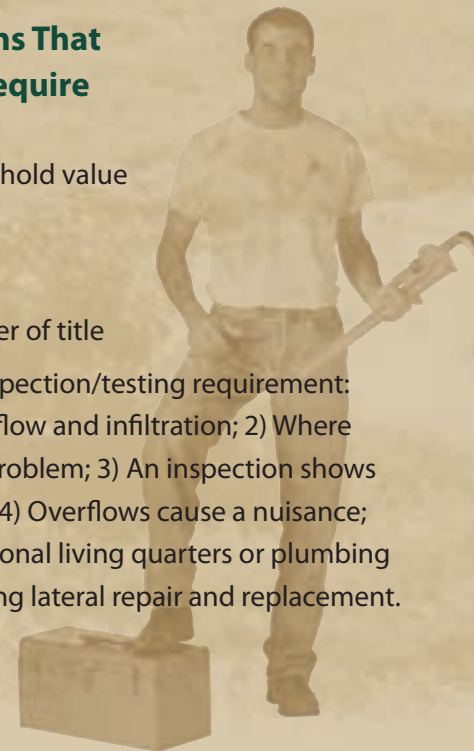 ns That
equire
hold value
er of title
pection/testing requirement:
flow and infiltration; 2) Where
roblem; 3) An inspection shows
4) Overflows cause a nuisance;
onal living quarters or plumbing
ng lateral repair and replacement.